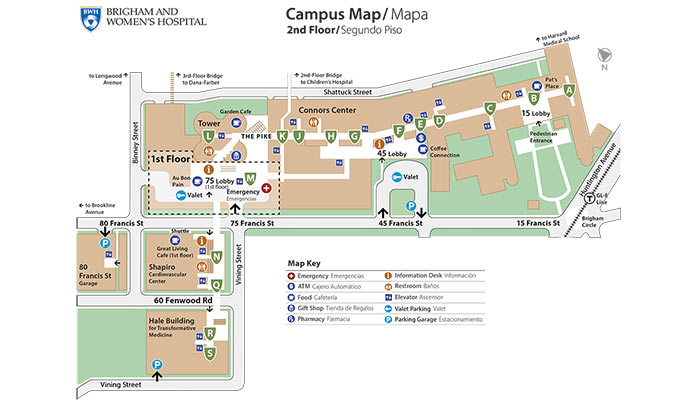 BWH
BRIGHAM AND
WOMEN'S HOSPITAL
Campus Map/Mapa
2nd Floor/Segundo Piso
to Harvard
Medical School
N
to Longwood
Avenue
3rd-Floor Bridge
to Dana-Farber
2nd-Floor Bridge
to Children's Hospital
Shattuck Street
Pat's
Place
Garden Cafe
Connors Center
Tower
THE PIKE
L
K
J
H
G
F
E
D
C
B
A
15 Lobby
Pedestrian
Entrance
Binney Street
1st Floor
45 Lobby
Coffee
Connection
Au Bon
Pain
75 Lobby
(1st floor)
M
Valet
Emergency
Emergencias
Valet
Huntington Avenue
T
GL-E
Line
Brigham
Circle
to Brookline
Avenue
80 Francis St
75 Francis St
45 Francis St
15 Francis St
P
P
Shuttle
Great Living
Cafe (1st floor)
N
80
Francis St
Garage
Shapiro
Cardiovascular
Center
Q
Vining Street
60 Fenwood Rd
Hale Building
for Transformative
Medicine
R
S
P
Vining Street
Map Key
Emergency Emergencias
ATM Cajero Automático
Food Cafetería
Gift Shop Tienda de Regalos
Pharmacy Farmacia
Information Desk Información
Restroom Baños
Elevator Ascensor
Valet Parking Valet
Parking Garage Estacionamiento